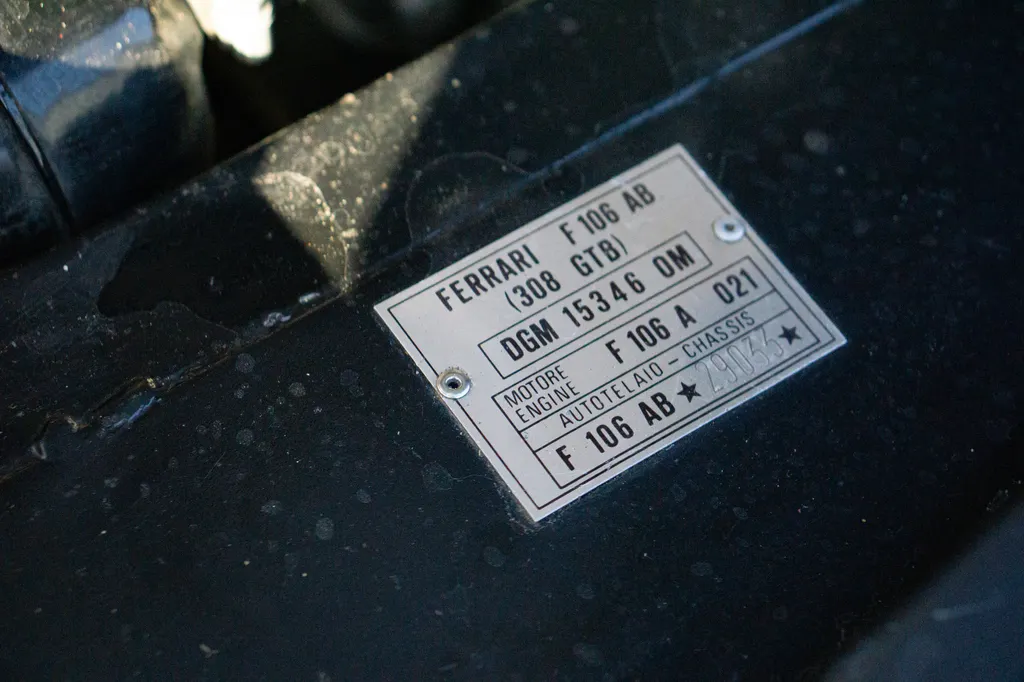 FERRARI F 106 AB
(308 GTB)
DGM 15346 OM
MOTORE
ENGINE F 106 A 021
AUTOTELAIO - CHASSIS
F 106 AB ★ 29033 ★